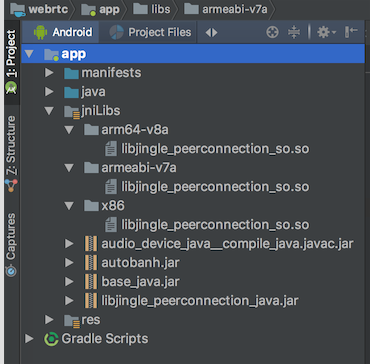 webrtc app libs armeabi-v7a
Android Project Files
1: Project
7: Structure
Captures
app
manifests
java
jniLibs
arm64-v8a
libjingle_peerconnection_so.so
armeabi-v7a
libjingle_peerconnection_so.so
x86
libjingle_peerconnection_so.so
audio_device_java__compile_java.javac.jar
autobanh.jar
base_java.jar
libjingle_peerconnection_java.jar
res
Gradle Scripts